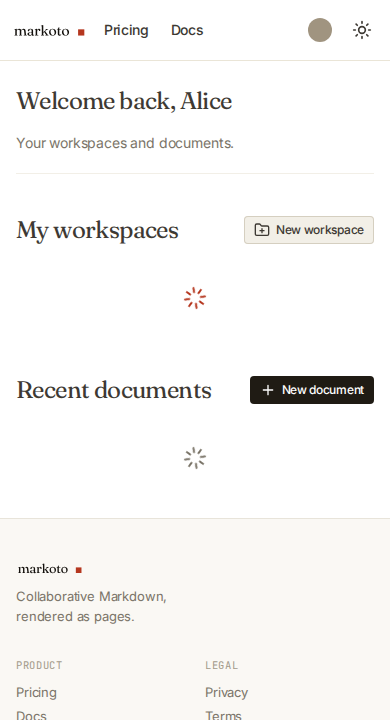 markoto Pricing Docs
Welcome back, Alice
Your workspaces and documents.
My workspaces New workspace
Recent documents New document
markoto
Collaborative Markdown,
rendered as pages.
PRODUCT LEGAL
Pricing Privacy
Docs Terms